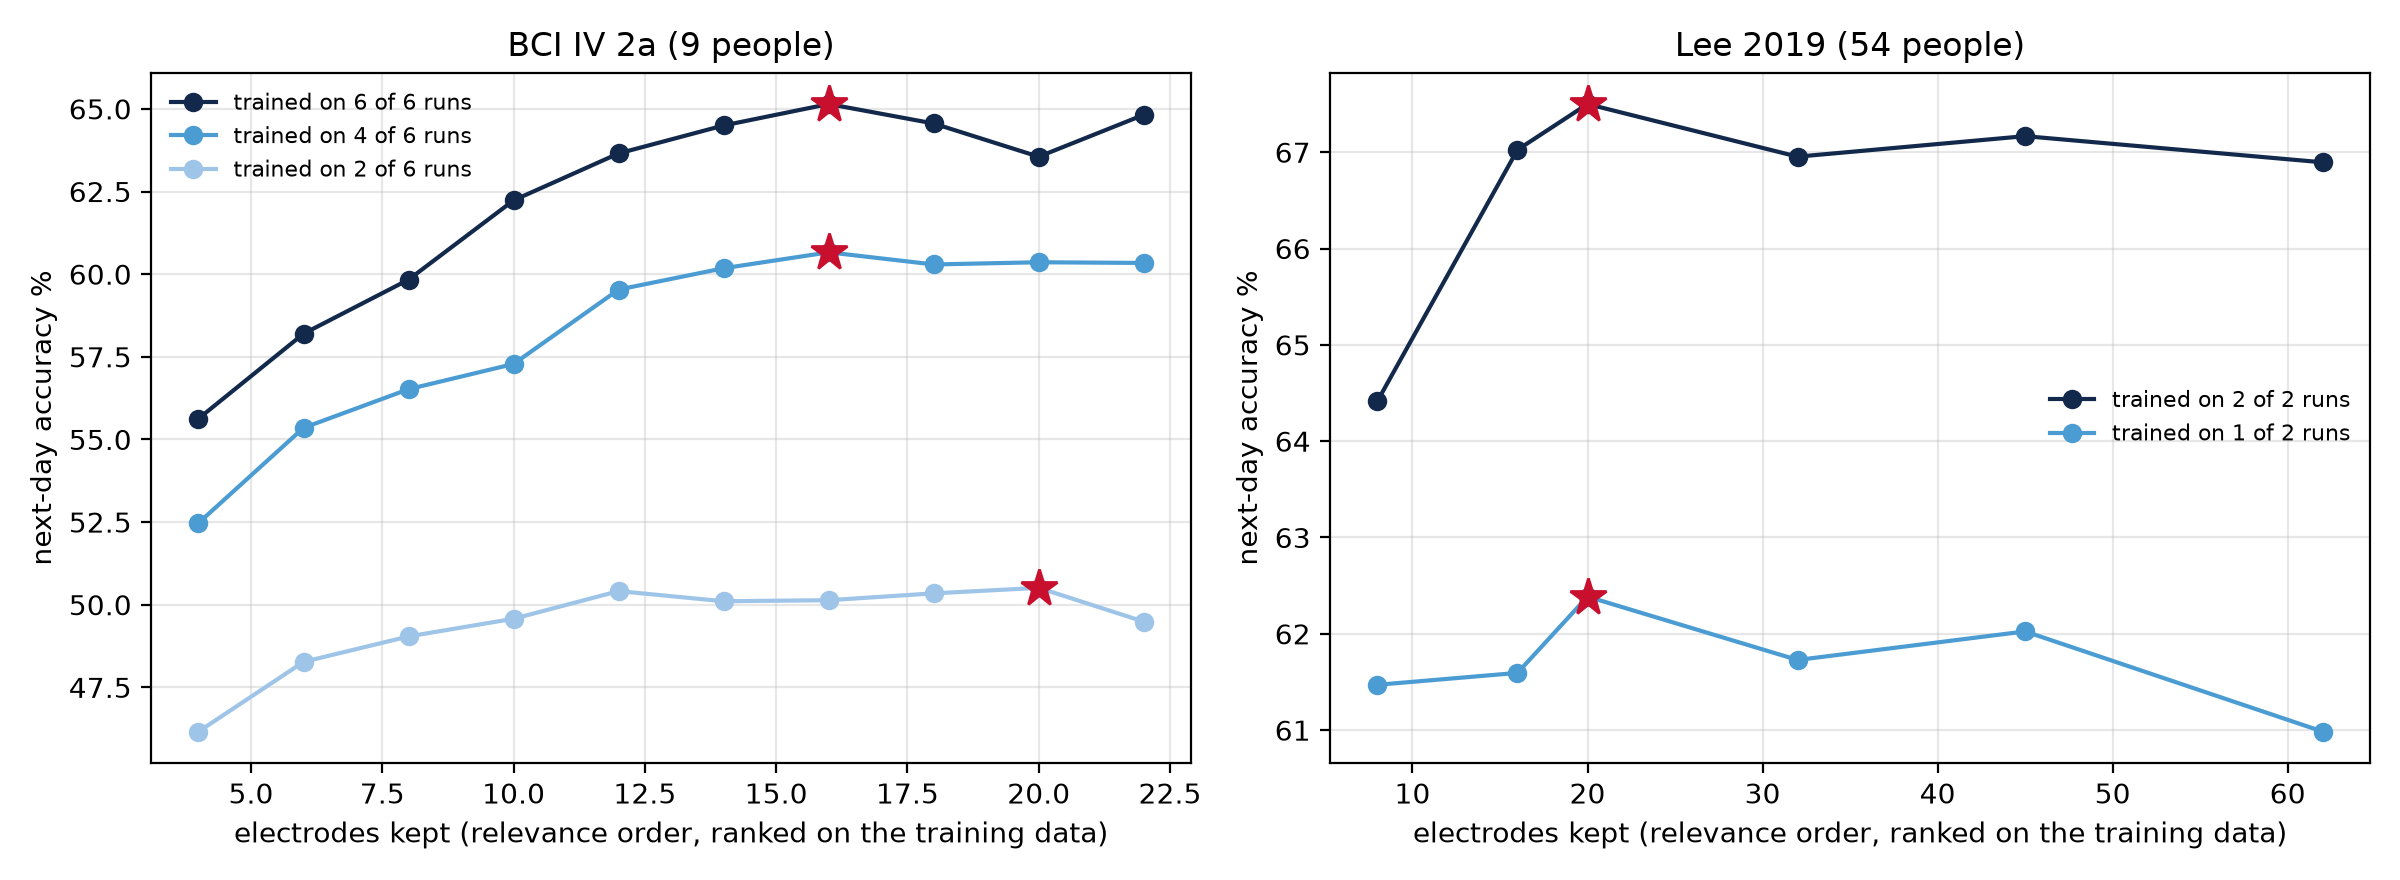 BCI IV 2a (9 people)
trained on 6 of 6 runs
trained on 4 of 6 runs
trained on 2 of 6 runs
65.0
62.5
60.0
57.5
55.0
52.5
50.0
47.5
next-day accuracy %
5.0 7.5 10.0 12.5 15.0 17.5 20.0 22.5
electrodes kept (relevance order, ranked on the training data)
Lee 2019 (54 people)
67
66
65
64
63
62
61
next-day accuracy %
trained on 2 of 2 runs
trained on 1 of 2 runs
10 20 30 40 50 60
electrodes kept (relevance order, ranked on the training data)